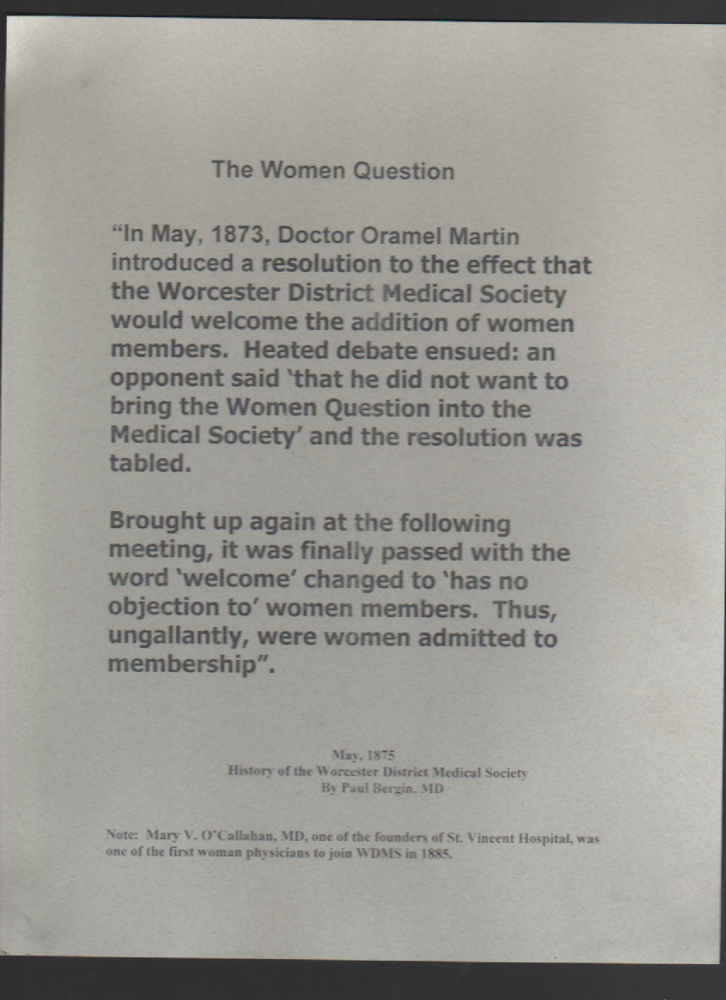 The Women Question
“In May, 1873, Doctor Oramel Martin
introduced a resolution to the effect that
the Worcester District Medical Society
would welcome the addition of women
members.  Heated debate ensued: an
opponent said ‘that he did not want to
bring the Women Question into the
Medical Society’ and the resolution was
tabled.
Brought up again at the following
meeting, it was finally passed with the
word ‘welcome’ changed to ‘has no
objection to’ women members.  Thus,
ungallantly, were women admitted to
membership”.
May, 1875
History of the Worcester District Medical Society
By Paul Bergin, MD
Note:  Mary V. O’Callahan, MD, one of the founders of St. Vincent Hospital, was
one of the first woman physicians to join WDMS in 1885.